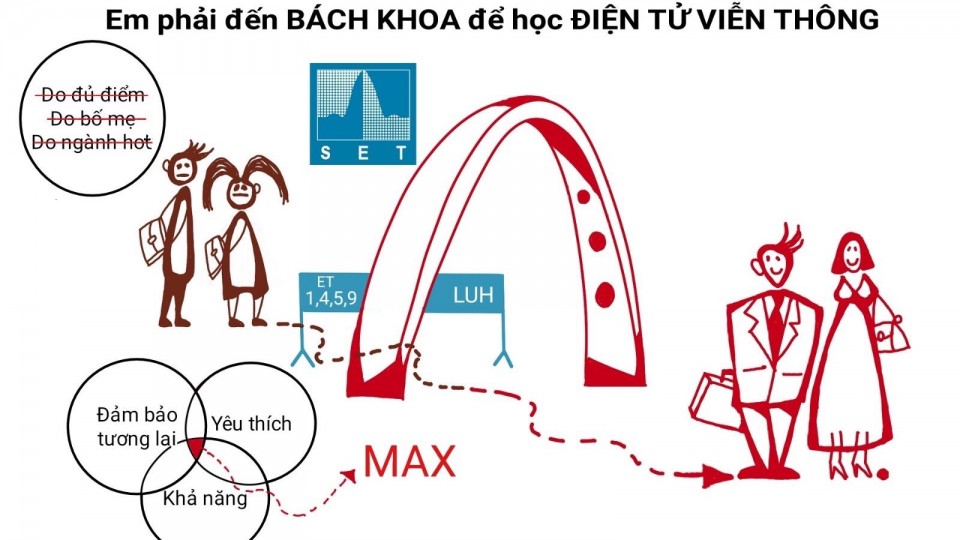 Em phải đến BÁCH KHOA để học ĐIỆN TỬ VIỄN THÔNG
Do đủ điểm
Do bố mẹ
Do ngành hot
SET
ET
1,4,5,9
LUH
Đảm bảo
tương lai
Yêu thích
Khả năng
MAX